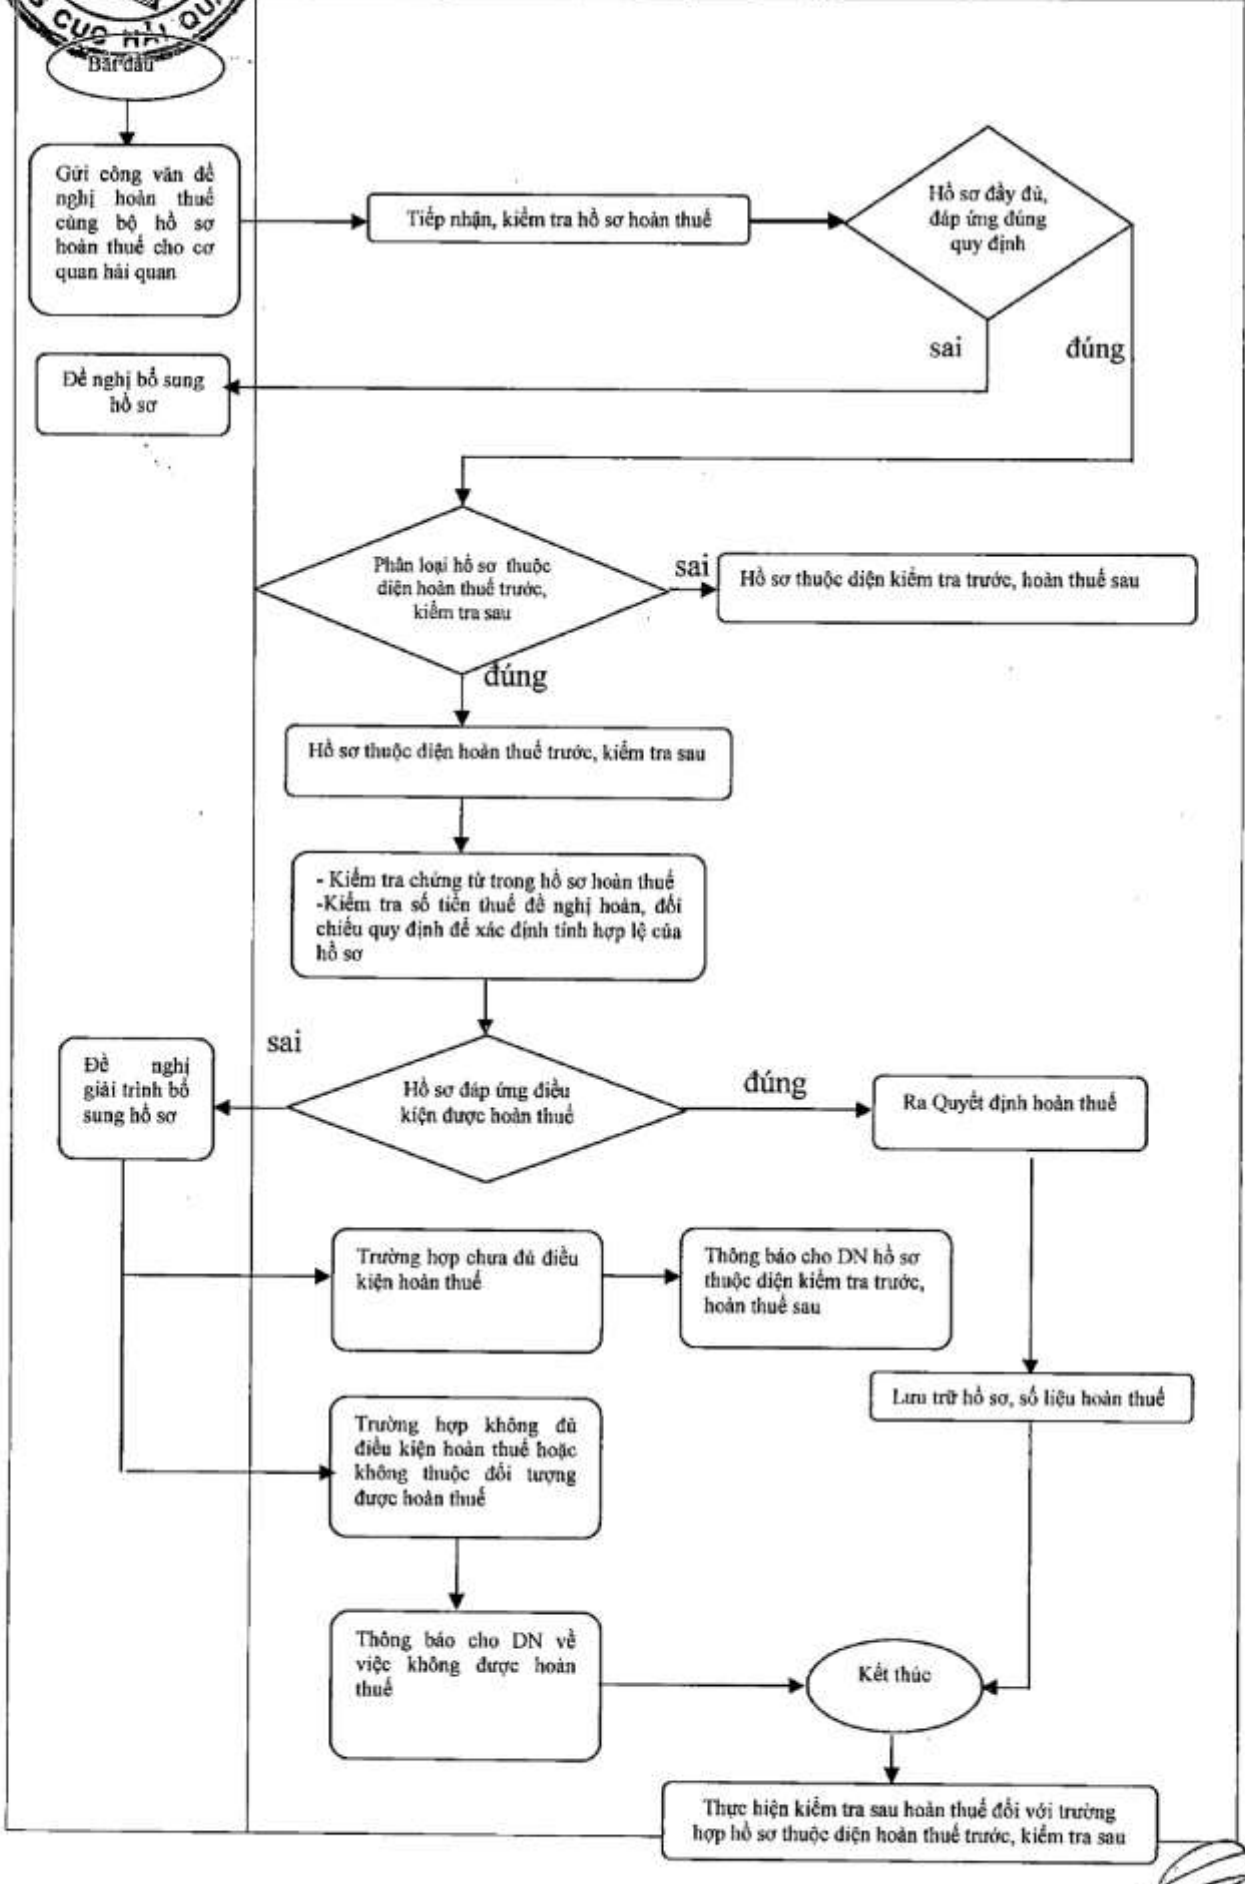 CỤC HẢI QUA
Bắt đầu
Gửi công văn đề
nghị hoàn thuế
cùng bộ hồ sơ
hoàn thuế cho cơ
quan hải quan
Tiếp nhận, kiểm tra hồ sơ hoàn thuế
Hồ sơ đầy đủ,
đáp ứng đúng
quy định
sai
đúng
Đề nghị bổ sung
hồ sơ
Phân loại hồ sơ thuộc
diện hoàn thuế trước,
kiểm tra sau
sai
Hồ sơ thuộc diện kiểm tra trước, hoàn thuế sau
đúng
Hồ sơ thuộc diện hoàn thuế trước, kiểm tra sau
- Kiểm tra chứng từ trong hồ sơ hoàn thuế
-Kiểm tra số tiền thuế đề nghị hoàn, đối
chiếu quy định để xác định tính hợp lệ của
hồ sơ
sai
Đề nghị
giải trình bổ
sung hồ sơ
Hồ sơ đáp ứng điều
kiện được hoàn thuế
đúng
Ra Quyết định hoàn thuế
Trường hợp chưa đủ điều
kiện hoàn thuế
Thông báo cho DN hồ sơ
thuộc diện kiểm tra trước,
hoàn thuế sau
Lưu trữ hồ sơ, số liệu hoàn thuế
Trường hợp không đủ
điều kiện hoàn thuế hoặc
không thuộc đối tượng
được hoàn thuế
Thông báo cho DN về
việc không được hoàn
thuế
Kết thúc
Thực hiện kiểm tra sau hoàn thuế đối với trường
hợp hồ sơ thuộc diện hoàn thuế trước, kiểm tra sau